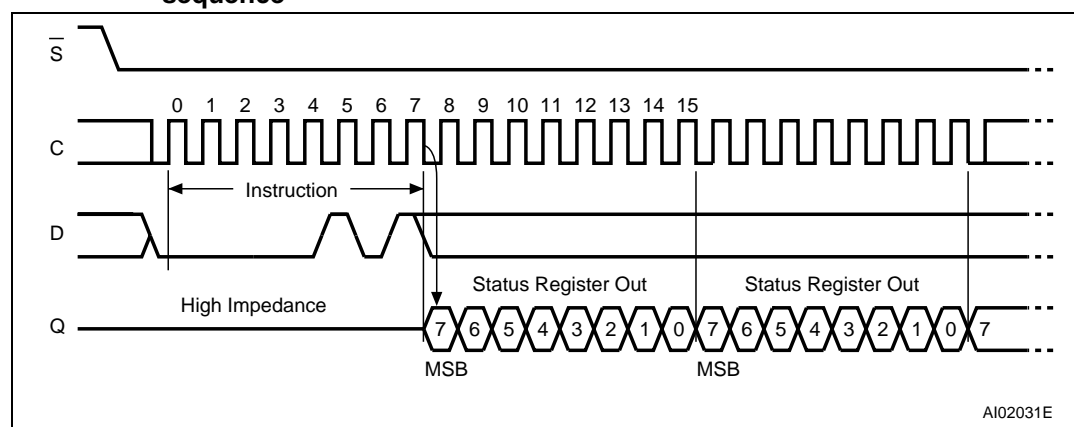 sequence
S
0 1 2 3 4 5 6 7 8 9 10 11 12 13 14 15
C
Instruction
D
Status Register Out Status Register Out
High Impedance
Q 7 6 5 4 3 2 1 0 7 6 5 4 3 2 1 0 7
MSB MSB
AI02031E